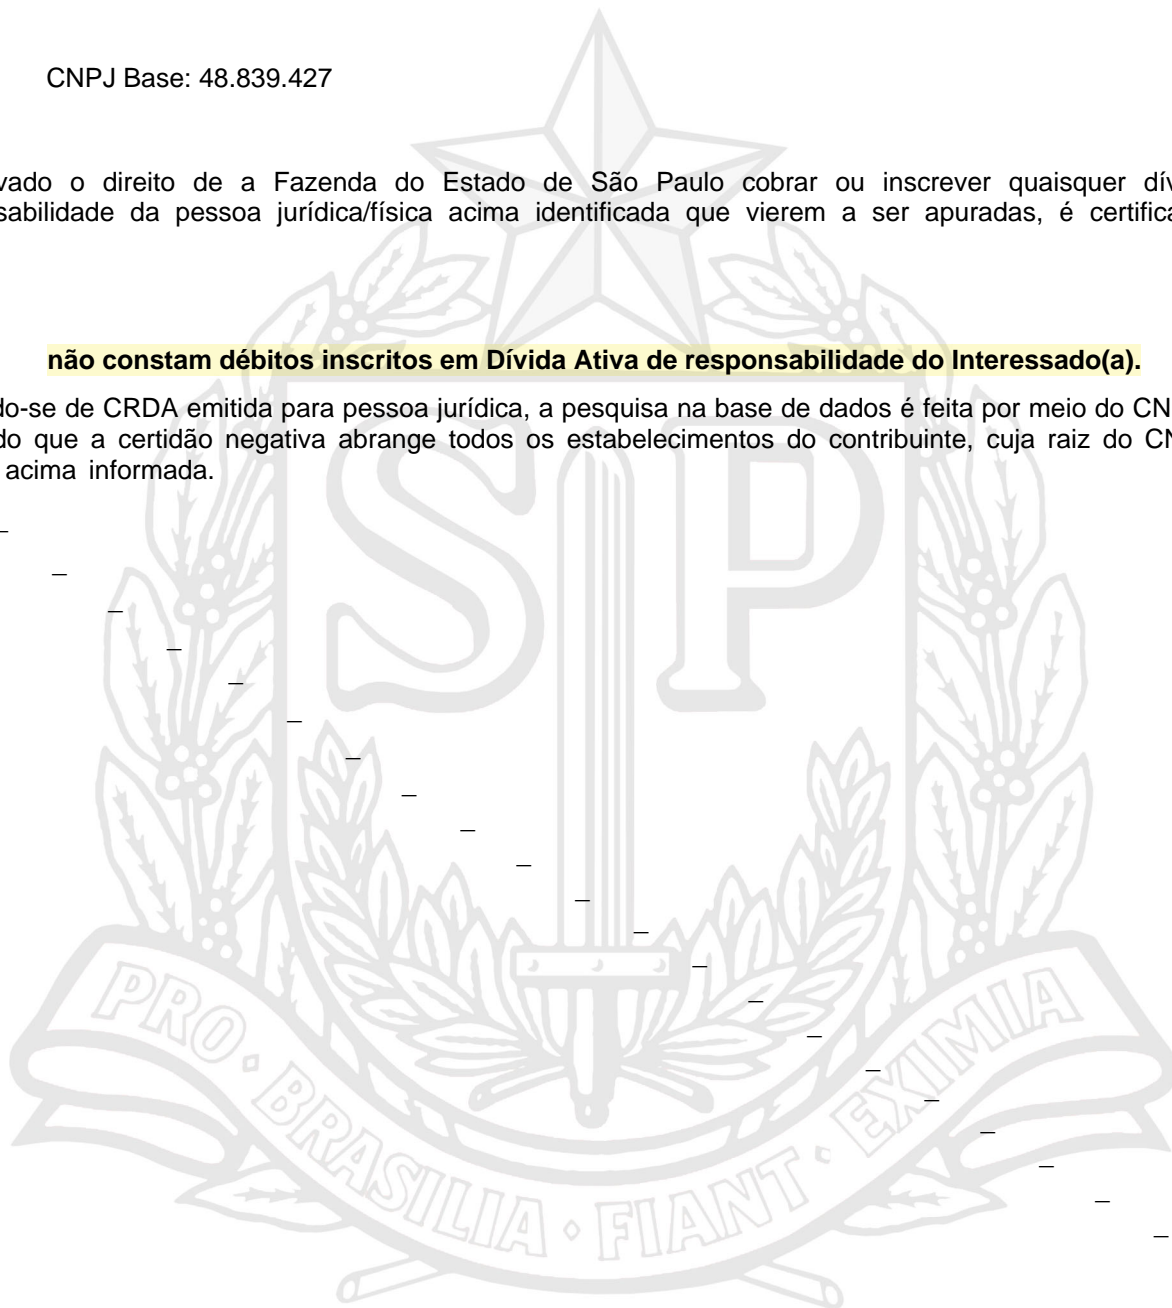 CNPJ Base: 48.839.427
vado o direito de a Fazenda do Estado de São Paulo cobrar ou inscrever quaisquer dív
sabilidade da pessoa jurídica/física acima identificada que vierem a ser apuradas, é certifica
não constam débitos inscritos em Dívida Ativa de responsabilidade do Interessado(a).
do-se de CRDA emitida para pessoa jurídica, a pesquisa na base de dados é feita por meio do CN
do que a certidão negativa abrange todos os estabelecimentos do contribuinte, cuja raiz do CN
acima informada.
SP
PRO • BRASILIA • FIANT • EXIMIA